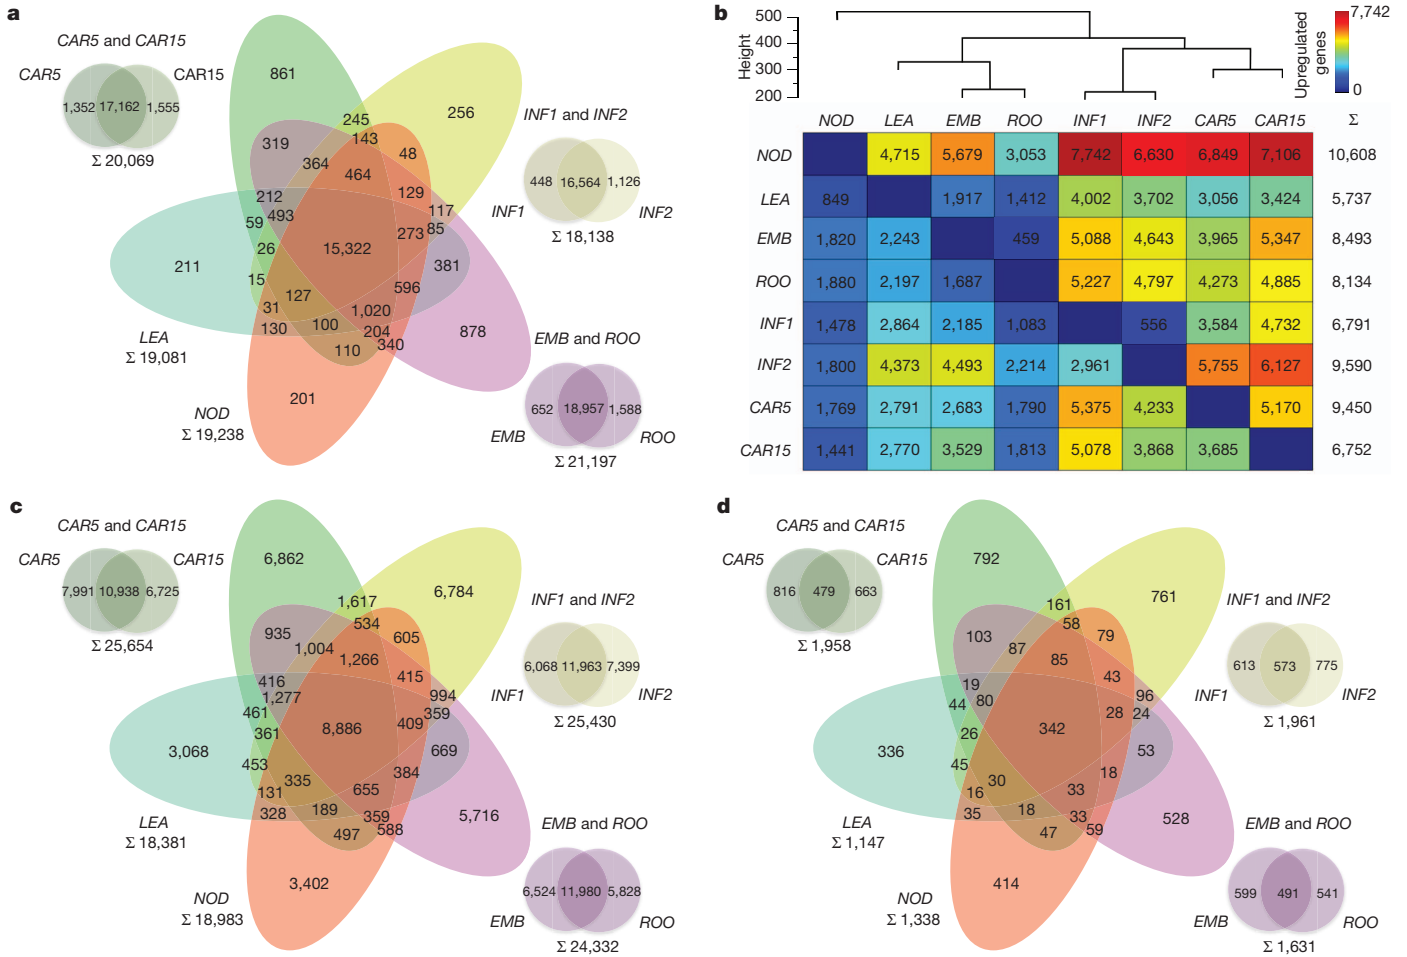 a
CAR5 and CAR15
CAR5
CAR15
1,352
17,162
1,555
Σ 20,069
861
245
256
143
48
319
364
464
129
212
59
493
117
273
85
26
15,322
381
211
15
596
127
31
1,020
130
100
204
340
110
878
201
LEA
Σ 19,081
NOD
Σ 19,238
INF1 and INF2
448
16,564
1,126
INF1
INF2
Σ 18,138
EMB and ROO
652
18,957
1,588
EMB
ROO
Σ 21,197
b
Height
500
400
300
200
Upregulated genes
7,742
0
NOD LEA EMB ROO INF1 INF2 CAR5 CAR15 Σ
NOD 4,715 5,679 3,053 7,742 6,630 6,849 7,106 10,608
LEA 849 1,917 1,412 4,002 3,702 3,056 3,424 5,737
EMB 1,820 2,243 459 5,088 4,643 3,965 5,347 8,493
ROO 1,880 2,197 1,687 5,227 4,797 4,273 4,885 8,134
INF1 1,478 2,864 2,185 1,083 556 3,584 4,732 6,791
INF2 1,800 4,373 4,493 2,214 2,961 5,755 6,127 9,590
CAR5 1,769 2,791 2,683 1,790 5,375 4,233 5,170 9,450
CAR15 1,441 2,770 3,529 1,813 5,078 3,868 3,685 6,752
c
CAR5 and CAR15
CAR5
CAR15
7,991
10,938
6,725
Σ 25,654
6,862
1,617
6,784
534
605
935
1,004
1,266
415
416
1,277
994
461
359
409
361
8,886
669
3,068
453
384
335
131
655
328
189
359
588
497
5,716
3,402
LEA
Σ 18,381
NOD
Σ 18,983
INF1 and INF2
6,068
11,963
7,399
INF1
INF2
Σ 25,430
EMB and ROO
6,524
11,980
5,828
EMB
ROO
Σ 24,332
d
CAR5 and CAR15
CAR5
CAR15
816
479
663
Σ 1,958
792
161
761
58
79
103
87
85
43
19
44
80
96
28
24
26
342
53
336
45
18
30
16
33
35
18
33
59
47
528
414
LEA
Σ 1,147
NOD
Σ 1,338
INF1 and INF2
613
573
775
INF1
INF2
Σ 1,961
EMB and ROO
599
491
541
EMB
ROO
Σ 1,631